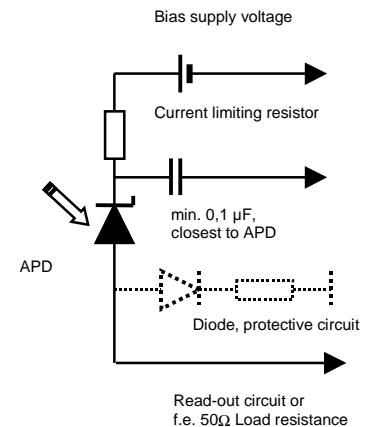 Bias supply voltage
Current limiting resistor
min. 0,1 µF,
closest to APD
APD
Diode, protective circuit
Read-out circuit or
f.e. 50Ω Load resistance